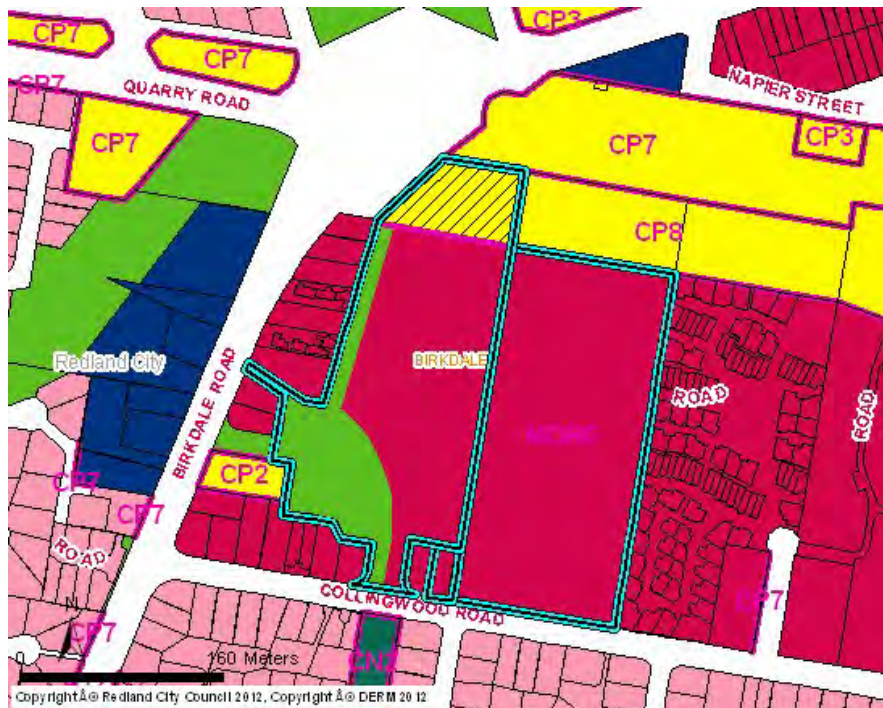 CP7
CP3
CP7
CP7
QUARRY ROAD
NAPIER STREET
CP7
CP7
CP3
CP8
Redland City
BIRKDALE
ROAD
ROAD
BIRKDALE ROAD
CP2
CP7
CP7
ROAD
COLLINGWOOD ROAD
CP7
N
CP7
0
160 Meters
CN2
Copyright Â© Redland City Council 2012, Copyright Â© DERM 2012